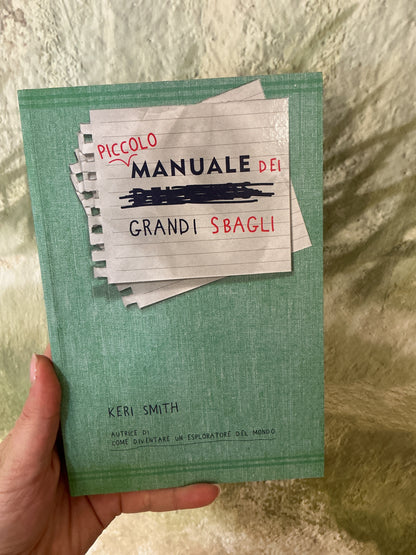 PICCOLO
MANUALE DEI
GRANDI SBAGLI
KERI SMITH
AUTRICE DI
COME DIVENTARE UN ESPLORATORE DEL MONDO